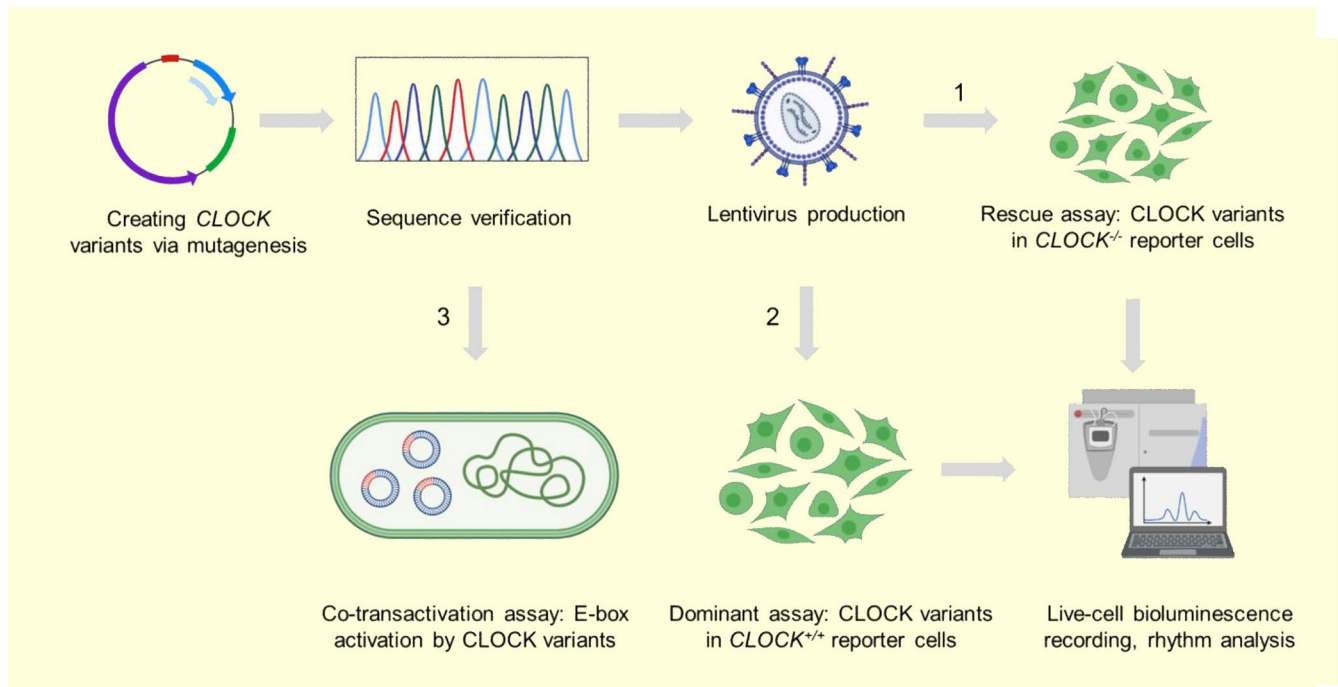 1
Creating CLOCK
variants via mutagenesis
Sequence verification
Lentivirus production
Rescue assay: CLOCK variants
in CLOCK-/- reporter cells
3
2
Co-transactivation assay: E-box
activation by CLOCK variants
Dominant assay: CLOCK variants
in CLOCK+/+ reporter cells
Live-cell bioluminescence
recording, rhythm analysis